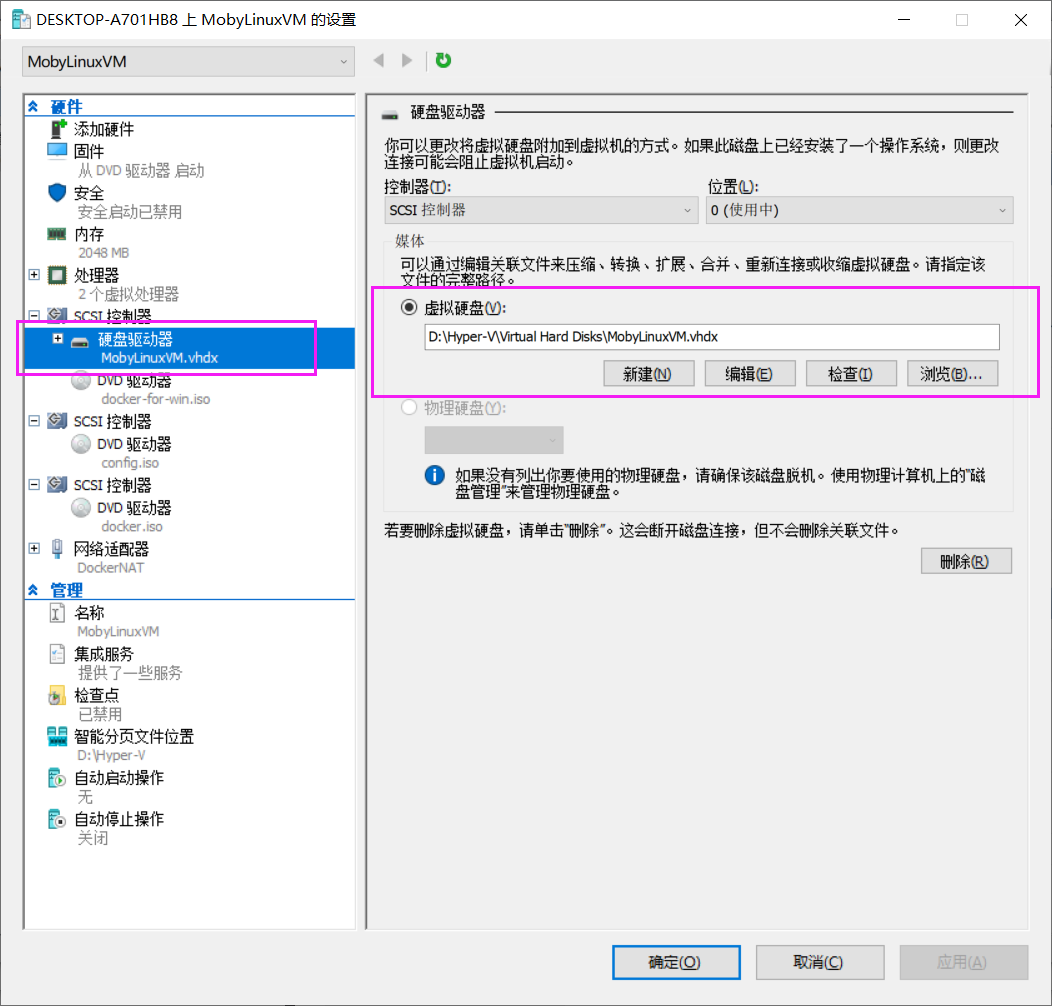 DESKTOP-A701HB8 上 MobyLinuxVM 的设置
MobyLinuxVM
硬件
添加硬件
固件
从 DVD 驱动器 启动
安全
安全启动已禁用
内存
2048 MB
处理器
2 个虚拟处理器
SCSI 控制器
硬盘驱动器
MobyLinuxVM.vhdx
DVD 驱动器
docker-for-win.iso
SCSI 控制器
DVD 驱动器
config.iso
SCSI 控制器
DVD 驱动器
docker.iso
网络适配器
DockerNAT
管理
名称
MobyLinuxVM
集成服务
提供了一些服务
检查点
已禁用
智能分页文件位置
D:\Hyper-V
自动启动操作
无
自动停止操作
关闭
硬盘驱动器
你可以更改将虚拟硬盘附加到虚拟机的方式。如果此磁盘上已经安装了一个操作系统，则更改
连接可能会阻止虚拟机启动。
控制器(T): 位置(L):
SCSI 控制器 0 (使用中)
媒体
可以通过编辑关联文件来压缩、转换、扩展、合并、重新连接或收缩虚拟硬盘。请指定该
文件的完整路径。
虚拟硬盘(V):
D:\Hyper-V\Virtual Hard Disks\MobyLinuxVM.vhdx
新建(N) 编辑(E) 检查(I) 浏览(B)...
物理硬盘(Y):
如果没有列出你要使用的物理硬盘，请确保该磁盘脱机。使用物理计算机上的"磁
盘管理"来管理物理硬盘。
若要删除虚拟硬盘，请单击"删除"。这会断开磁盘连接，但不会删除关联文件。
删除(R)
确定(O) 取消(C) 应用(A)